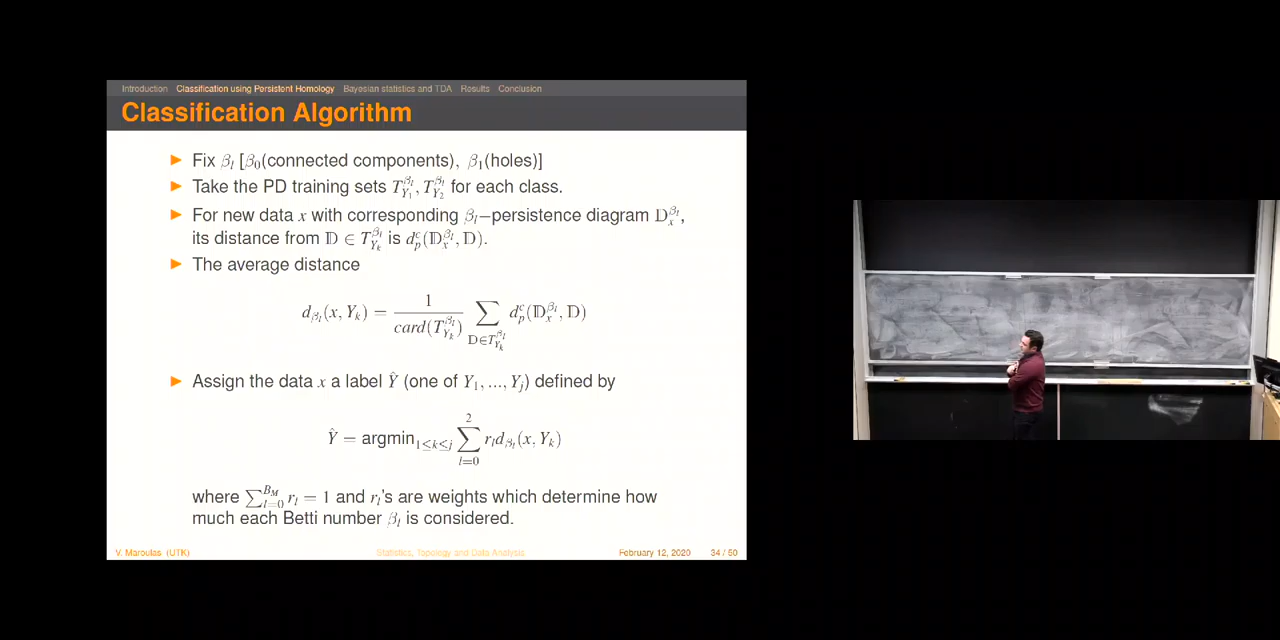 Introduction Classification using Persistent Homology Bayesian statistics and TDA Results Conclusion
Classification Algorithm
► Fix β_l [β_0(connected components), β_1(holes)]
► Take the PD training sets T_{Y_1}^{β_l}, T_{Y_2}^{β_l} for each class.
► For new data x with corresponding β_l−persistence diagram 𝔻_x^{β_l},
its distance from 𝔻 ∈ T_{Y_k}^{β_l} is d_p^c(𝔻_x^{β_l}, 𝔻).
► The average distance
d_{β_l}(x, Y_k) = \frac{1}{card(T_{Y_k}^{β_l})} ∑_{𝔻∈T_{Y_k}^{β_l}} d_p^c(𝔻_x^{β_l}, 𝔻)
► Assign the data x a label Ŷ (one of Y_1, ..., Y_j) defined by
Ŷ = argmin_{1≤k≤j} ∑_{l=0}^{2} r_l d_{β_l}(x, Y_k)
where ∑_{l=0}^{B_M} r_l = 1 and r_l's are weights which determine how
much each Betti number β_l is considered.
V. Maroulas (UTK) Statistics, Topology and Data Analysis February 12, 2020 34 / 50